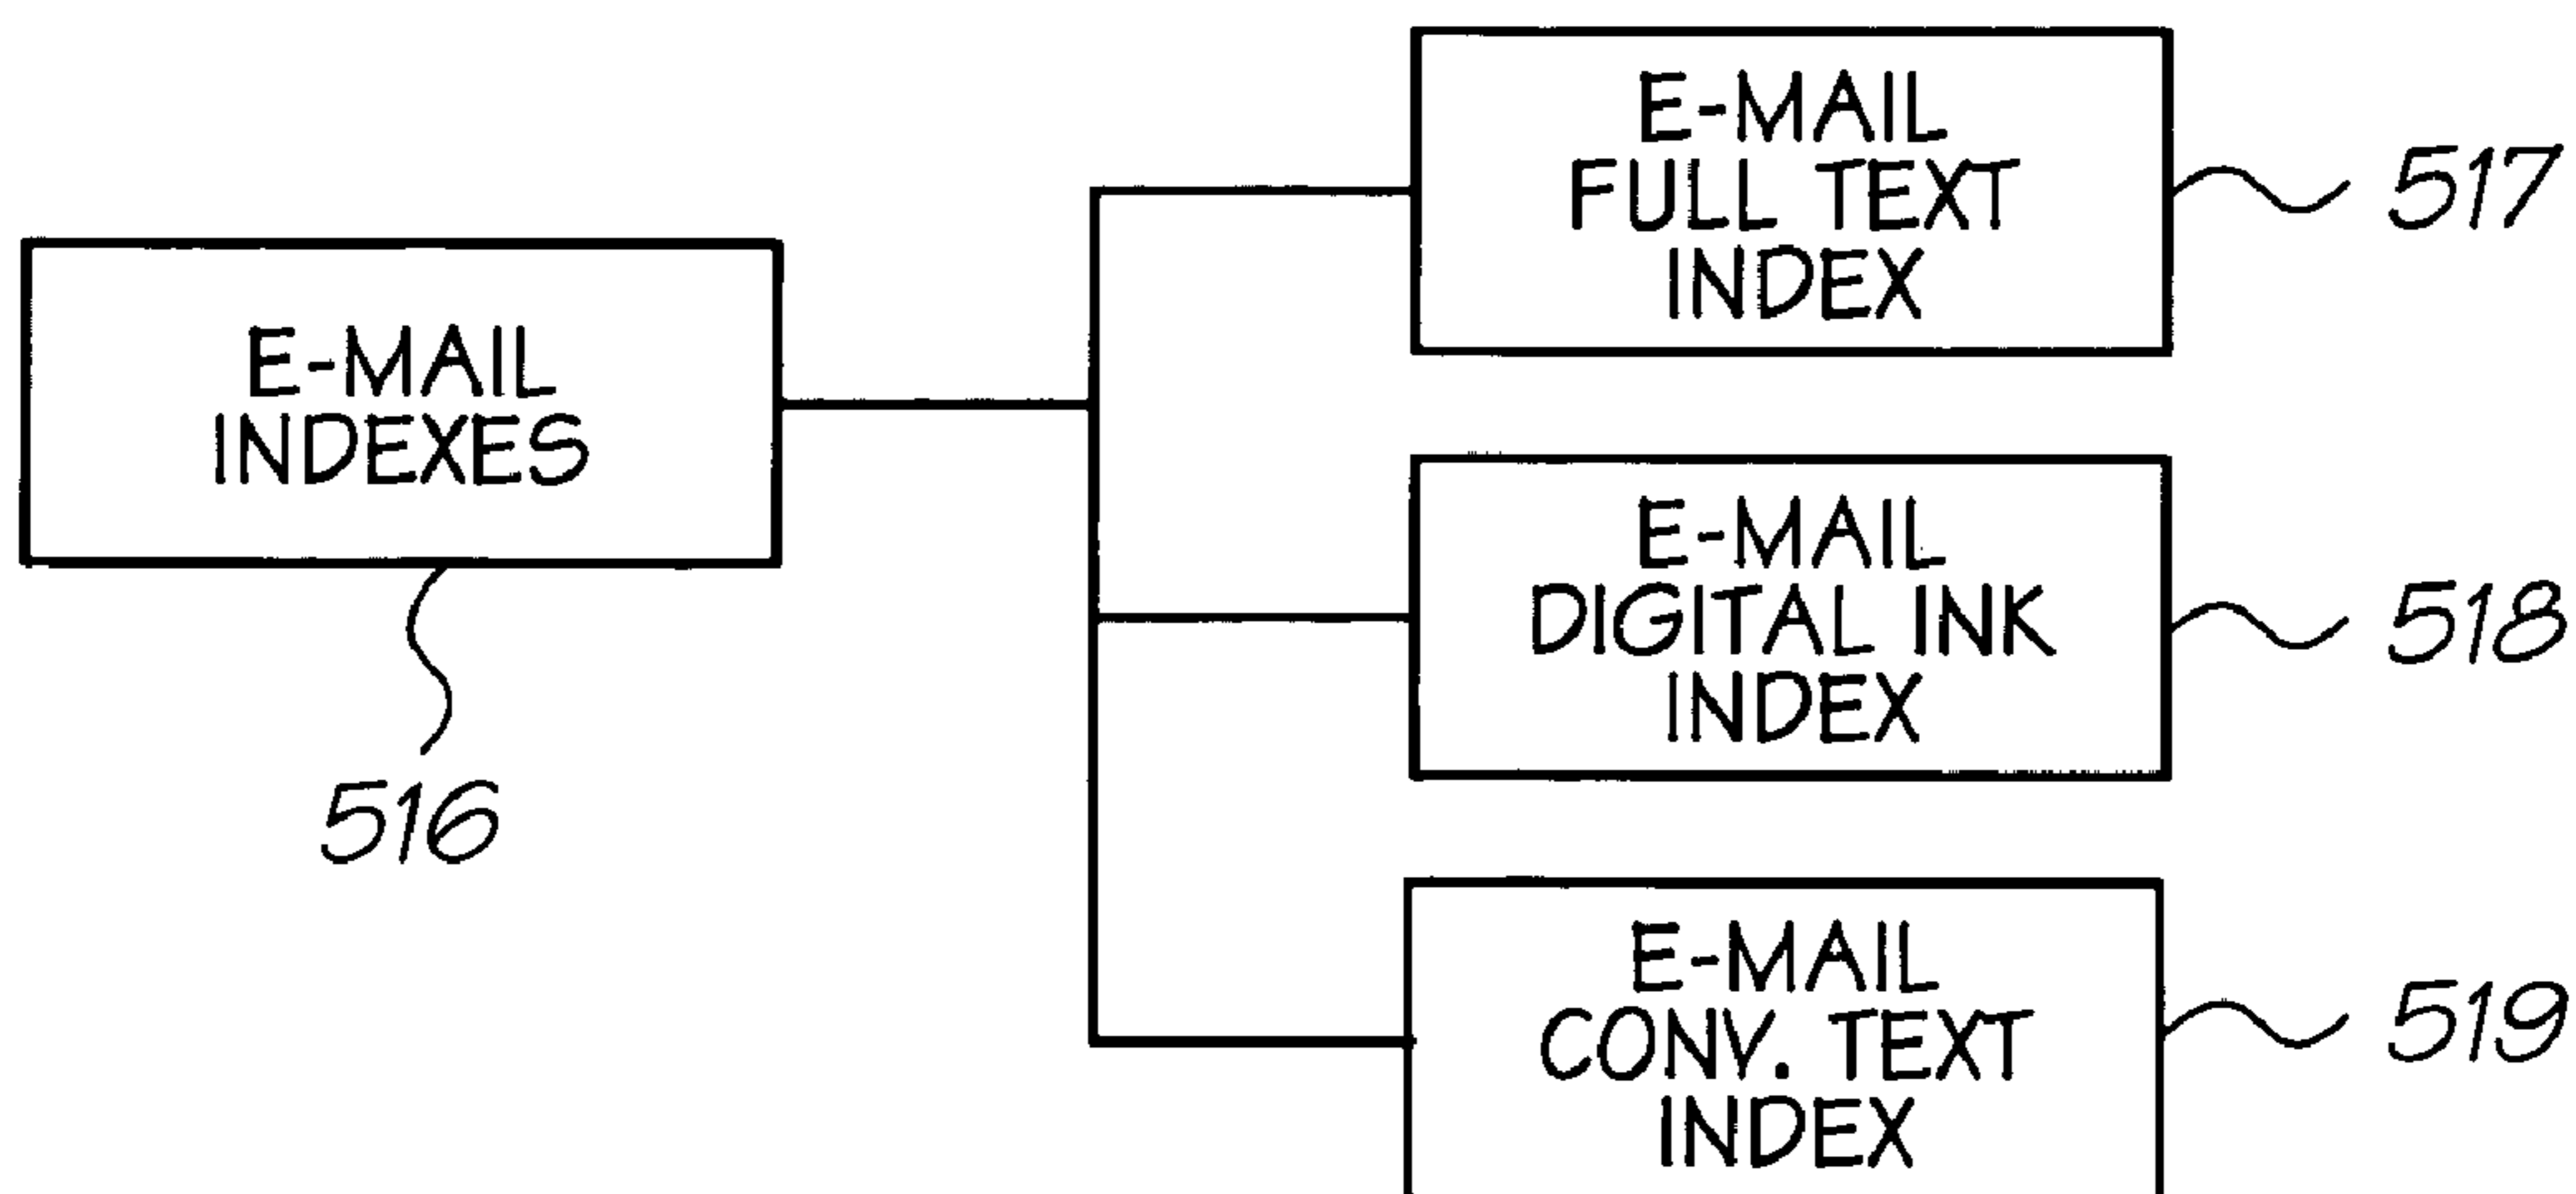 E-MAIL
FULL TEXT
INDEX
517
E-MAIL
INDEXES
516
E-MAIL
DIGITAL INK
INDEX
518
E-MAIL
CONV. TEXT
INDEX
519